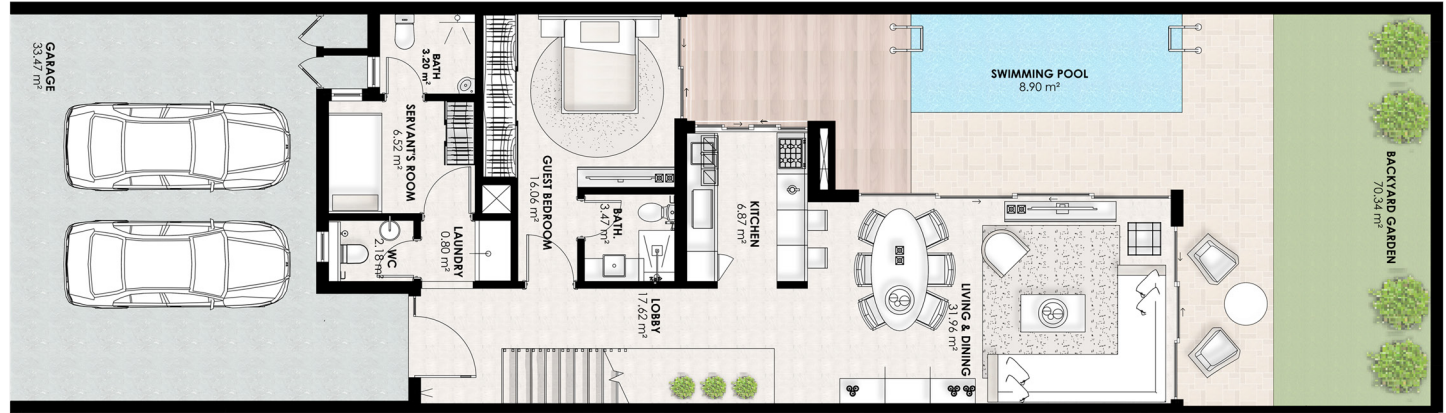 GARAGE
33.47 m²
BATH
3.20 m²
SERVANT'S ROOM
6.52 m²
WC
2.18 m²
LAUNDRY
0.80 m²
GUEST BEDROOM
16.06 m²
BATH.
3.47 m²
LOBBY
17.62 m²
KITCHEN
6.87 m²
LIVING & DINING
31.96 m²
SWIMMING POOL
8.90 m²
BACKYARD GARDEN
70.34 m²